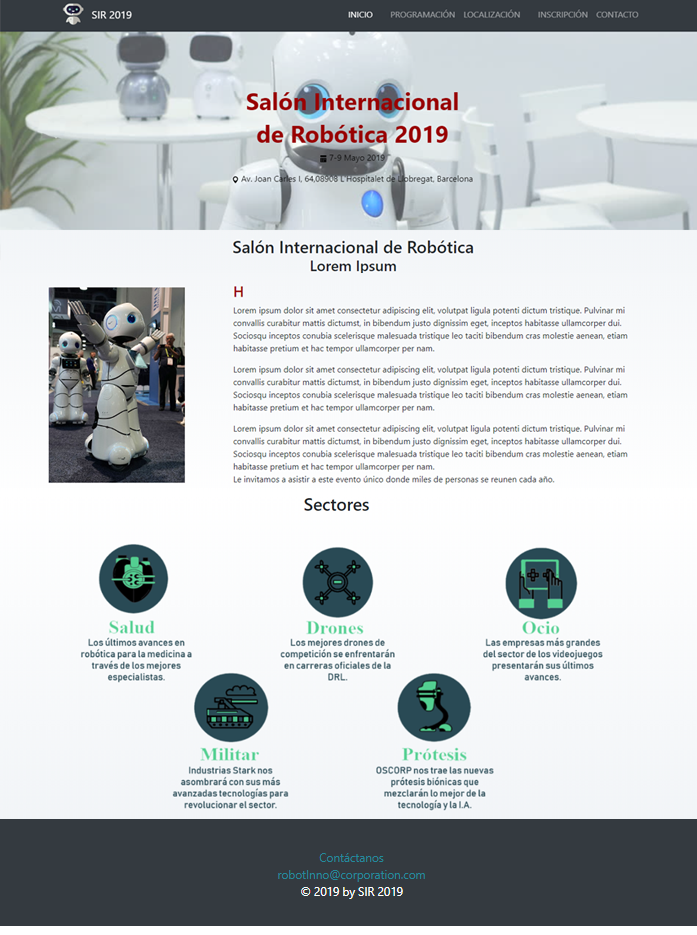 SIR 2019
INICIO PROGRAMACIÓN LOCALIZACIÓN INSCRIPCIÓN CONTACTO
Salón Internacional
de Robótica 2019
7-9 Mayo 2019
Av. Joan Carles I, 64,08908 L'Hospitalet de Llobregat, Barcelona
Salón Internacional de Robótica
Lorem Ipsum
H
Lorem ipsum dolor sit amet consectetur adipiscing elit, volutpat ligula potenti dictum tristique. Pulvinar mi
convallis curabitur mattis dictumst, in bibendum justo dignissim eget, inceptos habitasse ullamcorper dui.
Sociosqu inceptos conubia scelerisque malesuada tristique leo taciti bibendum cras molestie aenean, etiam
habitasse pretium et hac tempor ullamcorper per nam.
Lorem ipsum dolor sit amet consectetur adipiscing elit, volutpat ligula potenti dictum tristique. Pulvinar mi
convallis curabitur mattis dictumst, in bibendum justo dignissim eget, inceptos habitasse ullamcorper dui.
Sociosqu inceptos conubia scelerisque malesuada tristique leo taciti bibendum cras molestie aenean, etiam
habitasse pretium et hac tempor ullamcorper per nam.
Lorem ipsum dolor sit amet consectetur adipiscing elit, volutpat ligula potenti dictum tristique. Pulvinar mi
convallis curabitur mattis dictumst, in bibendum justo dignissim eget, inceptos habitasse ullamcorper dui.
Sociosqu inceptos conubia scelerisque malesuada tristique leo taciti bibendum cras molestie aenean, etiam
habitasse pretium et hac tempor ullamcorper per nam.
Le invitamos a asistir a este evento único donde miles de personas se reunen cada año.
Sectores
Salud
Los últimos avances en
robótica para la medicina a
través de los mejores
especialistas.
Drones
Los mejores drones de
competición se enfrentarán
en carreras oficiales de la
DRL.
Ocio
Las empresas más grandes
del sector de los videojuegos
presentarán sus últimos
avances.
Militar
Industrias Stark nos
asombrará con sus más
avanzadas tecnologías para
revolucionar el sector.
Prótesis
OSCORP nos trae las nuevas
prótesis biónicas que
mezclarán lo mejor de la
tecnología y la I.A.
Contáctanos
robotInno@corporation.com
© 2019 by SIR 2019